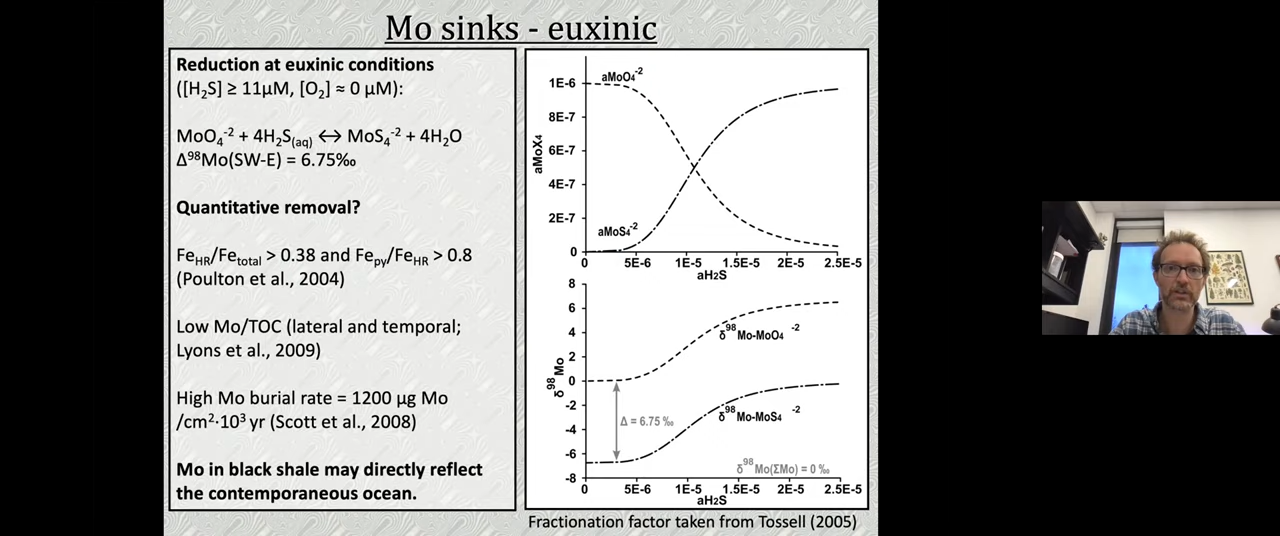 Mo sinks - euxinic
Reduction at euxinic conditions
([H₂S] ≥ 11µM, [O₂] ≈ 0 µM):
MoO₄⁻² + 4H₂S₍aq₎ ↔ MoS₄⁻² + 4H₂O
Δ⁹⁸Mo(SW-E) = 6.75‰
Quantitative removal?
Fe_HR/Fe_total > 0.38 and Fe_py/Fe_HR > 0.8
(Poulton et al., 2004)
Low Mo/TOC (lateral and temporal;
Lyons et al., 2009)
High Mo burial rate = 1200 µg Mo
/cm²·10³ yr (Scott et al., 2008)
Mo in black shale may directly reflect
the contemporaneous ocean.
aMoX₄
1E-6
8E-7
6E-7
4E-7
2E-7
0
aMoO₄⁻²
aMoS₄⁻²
0 5E-6 1E-5 1.5E-5 2E-5 2.5E-5
aH₂S
δ⁹⁸Mo
8
6
4
2
0
-2
-4
-6
-8
δ⁹⁸Mo-MoO₄⁻²
δ⁹⁸Mo-MoS₄⁻²
Δ = 6.75 ‰
δ⁹⁸Mo(ΣMo) = 0 ‰
0 5E-6 1E-5 1.5E-5 2E-5 2.5E-5
aH₂S
Fractionation factor taken from Tossell (2005)